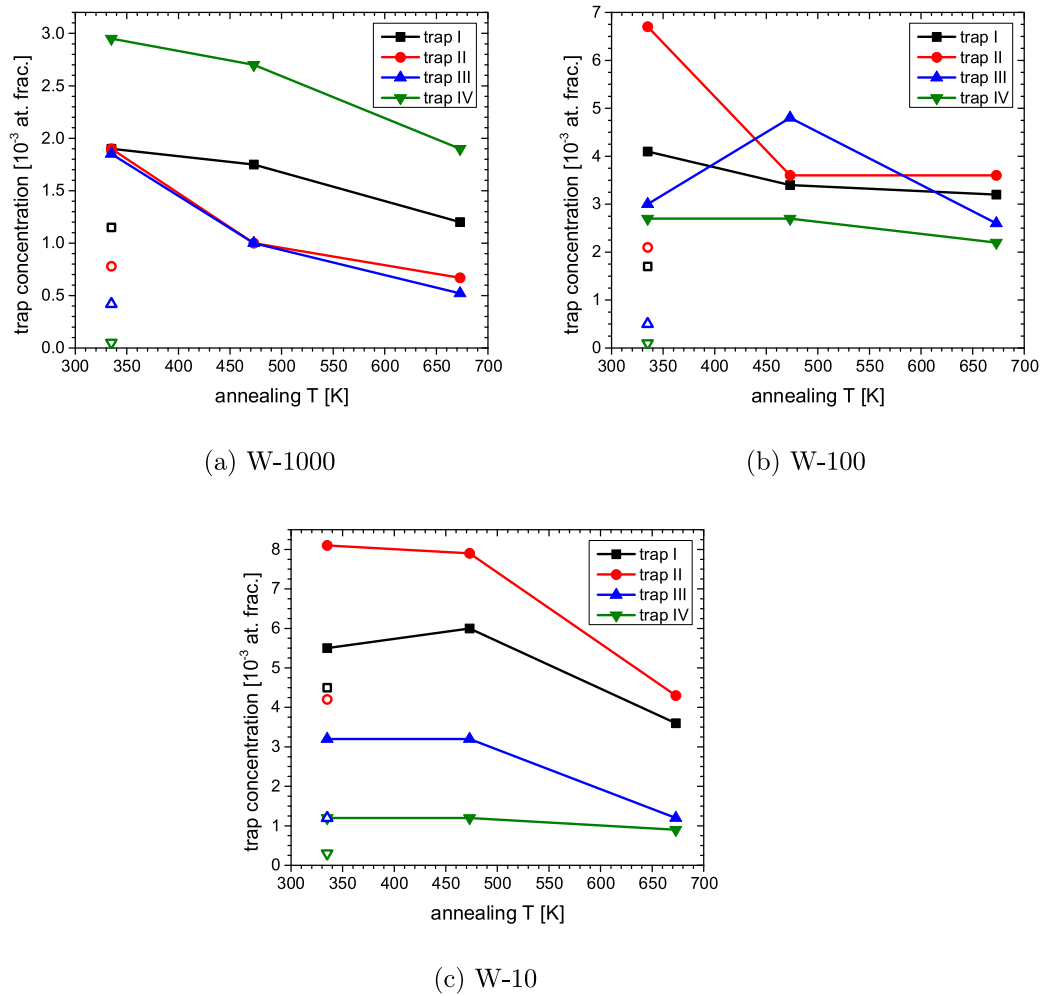 trap concentration [10⁻³ at. frac.]
3.0
2.5
2.0
1.5
1.0
0.5
0.0
300 350 400 450 500 550 600 650 700
annealing T [K]
trap I
trap II
trap III
trap IV
(a) W-1000
trap concentration [10⁻³ at. frac.]
7
6
5
4
3
2
1
0
300 350 400 450 500 550 600 650 700
annealing T [K]
trap I
trap II
trap III
trap IV
(b) W-100
trap concentration [10⁻³ at. frac.]
8
7
6
5
4
3
2
1
0
300 350 400 450 500 550 600 650 700
annealing T [K]
trap I
trap II
trap III
trap IV
(c) W-10